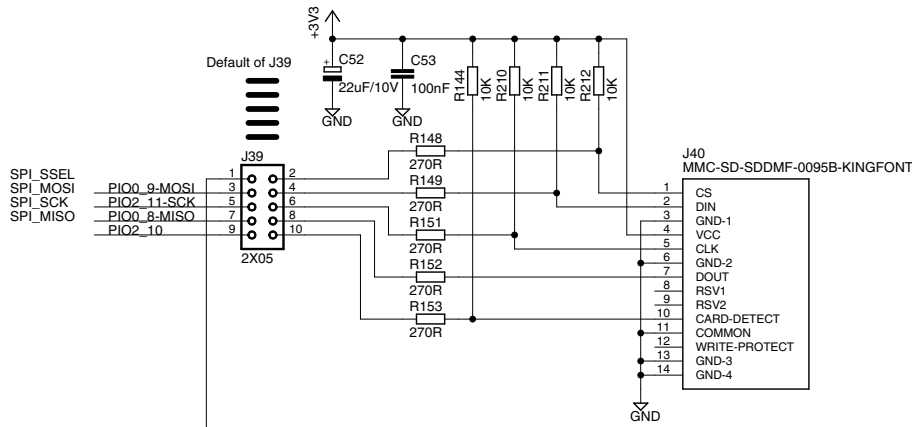 +3V3
Default of J39
+ C52
22uF/10V
GND
C53
100nF
GND
R144 10K
R210 10K
R211 10K
R212 10K
J39
SPI_SSEL 1 2
SPI_MOSI PIO0_9-MOSI 3 4
SPI_SCK PIO2_11-SCK 5 6
SPI_MISO PIO0_8-MISO 7 8
PIO2_10 9 10
2X05
R148
270R
R149
270R
R151
270R
R152
270R
R153
270R
J40
MMC-SD-SDDMF-0095B-KINGFONT
1 CS
2 DIN
3 GND-1
4 VCC
5 CLK
6 GND-2
7 DOUT
8 RSV1
9 RSV2
10 CARD-DETECT
11 COMMON
12 WRITE-PROTECT
13 GND-3
14 GND-4
GND